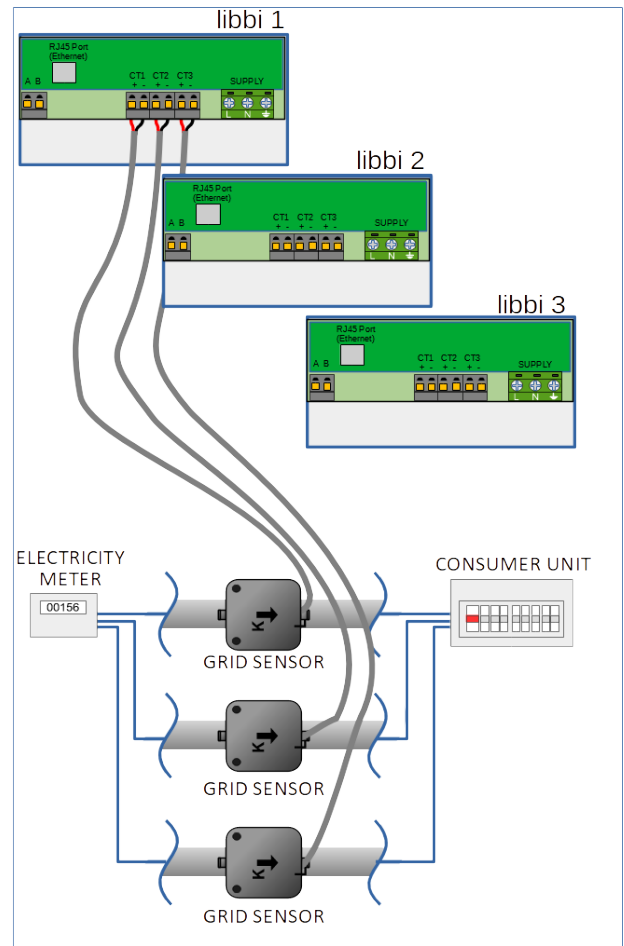 libbi 1
RJ45 Port
(Ethernet)
A B
CT1 CT2 CT3
+ - + - + -
SUPPLY
L N
libbi 2
RJ45 Port
(Ethernet)
A B
CT1 CT2 CT3
+ - + - + -
SUPPLY
L N
libbi 3
RJ45 Port
(Ethernet)
A B
CT1 CT2 CT3
+ - + - + -
SUPPLY
L N
ELECTRICITY
METER
00156
CONSUMER UNIT
K
GRID SENSOR
K
GRID SENSOR
K
GRID SENSOR